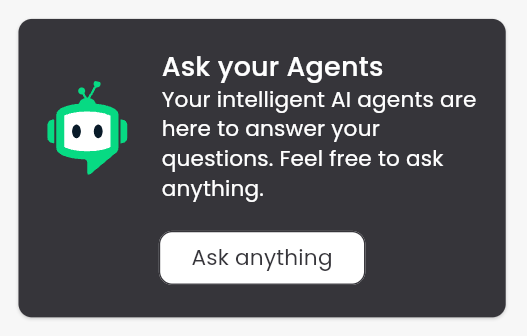 Ask your Agents
Your intelligent AI agents are
here to answer your
questions. Feel free to ask
anything.
Ask anything